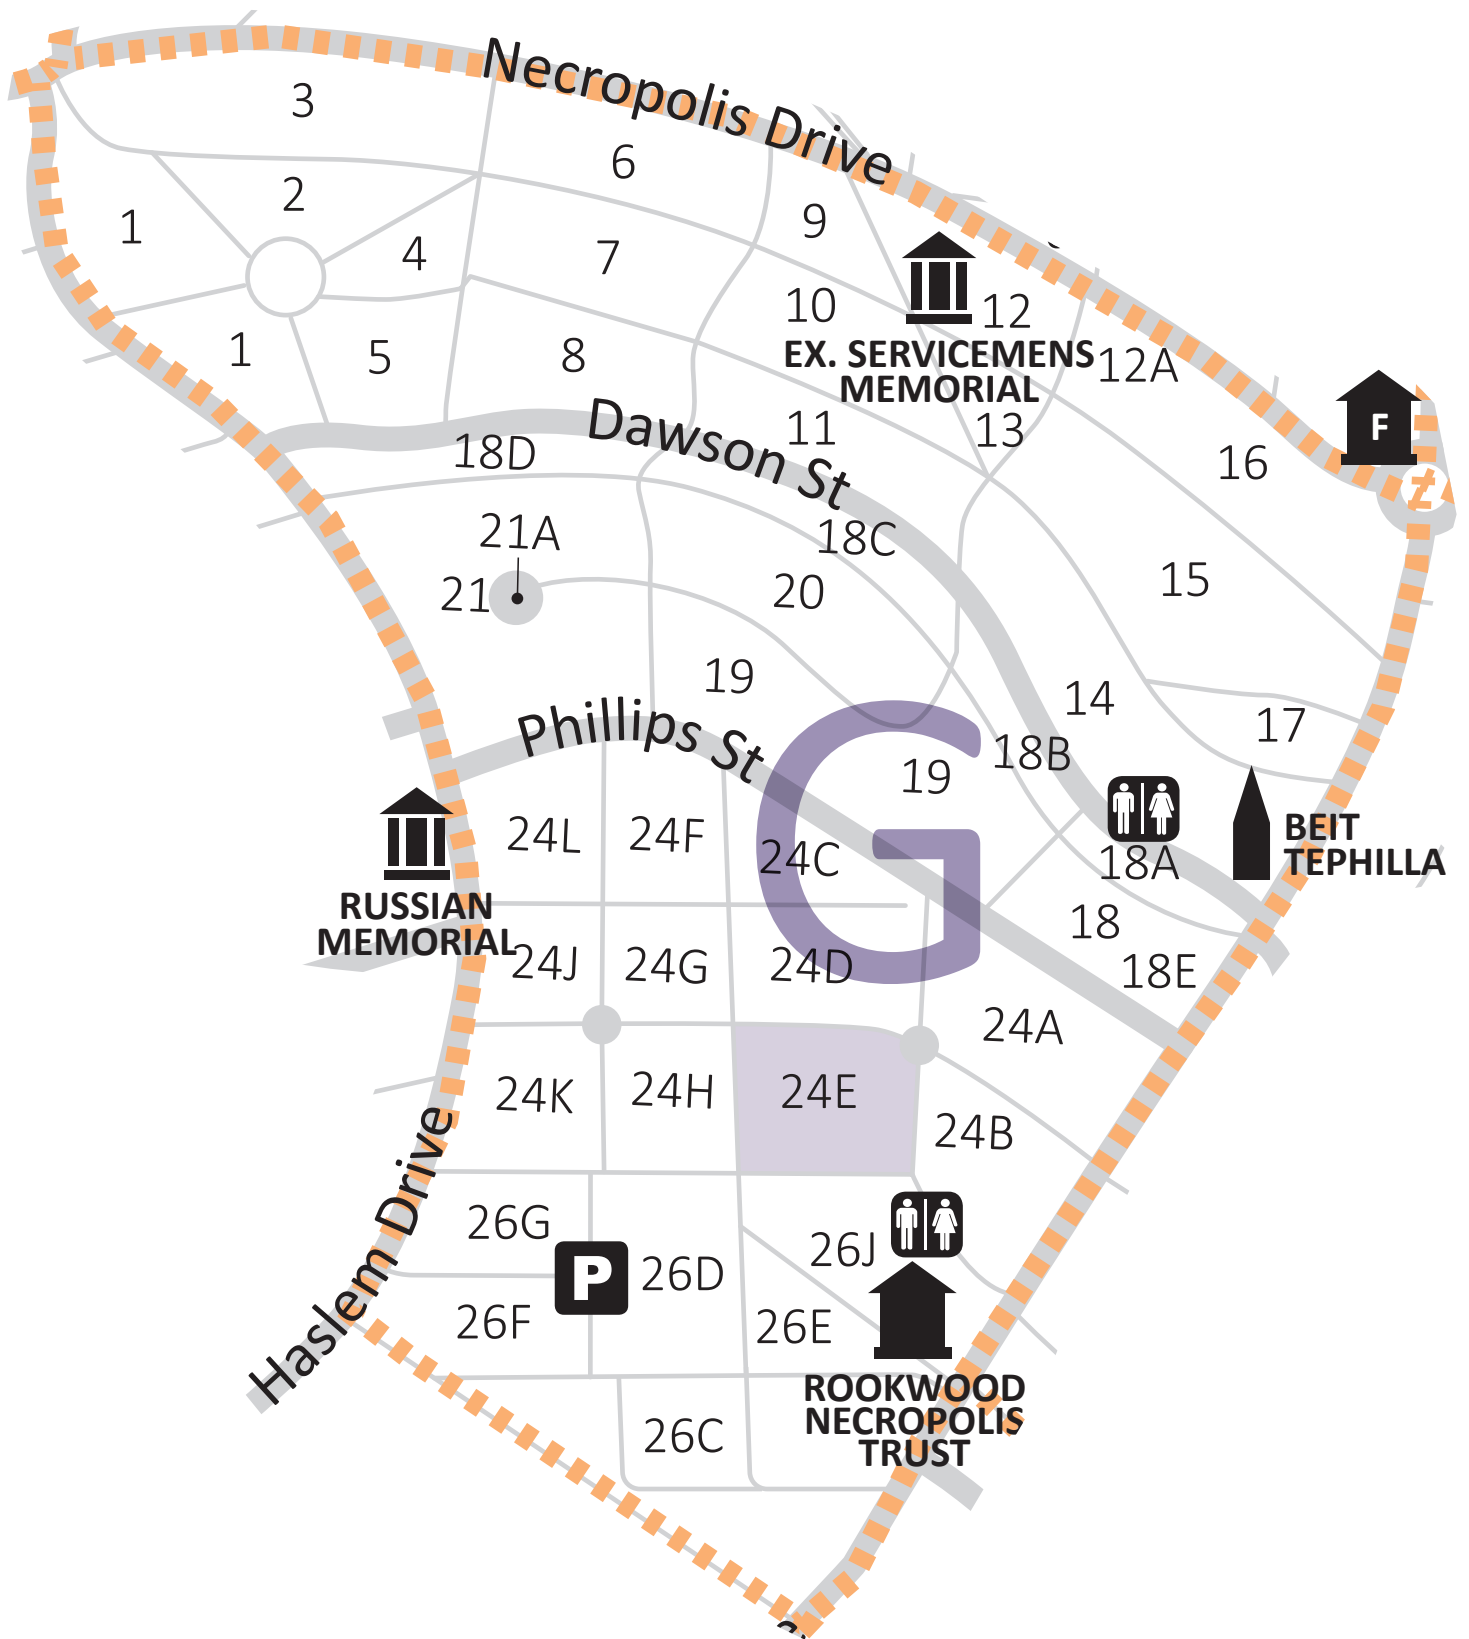 Necropolis Drive
3
6
2
1
9
4
7
10
12
1
5
8
EX. SERVICEMENS
MEMORIAL
12A
F
Dawson St
11
13
18D
16
21A
18C
21
20
15
19
14
Phillips St
17
18B
19
24L
24F
24C
G
BEIT
TEPHILLA
18A
RUSSIAN
MEMORIAL
18
24J
24G
24D
18E
24A
24K
24H
24E
24B
Haslem Drive
26G
26J
P
26D
26F
26E
ROOKWOOD
NECROPOLIS
TRUST
26C